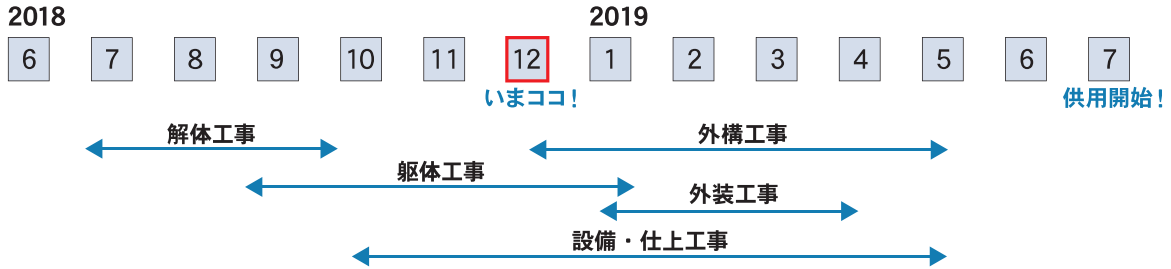 2018 2019
6 7 8 9 10 11 12 1 2 3 4 5 6 7
いまココ! 供用開始!
解体工事 外構工事
躯体工事
外装工事
設備・仕上工事